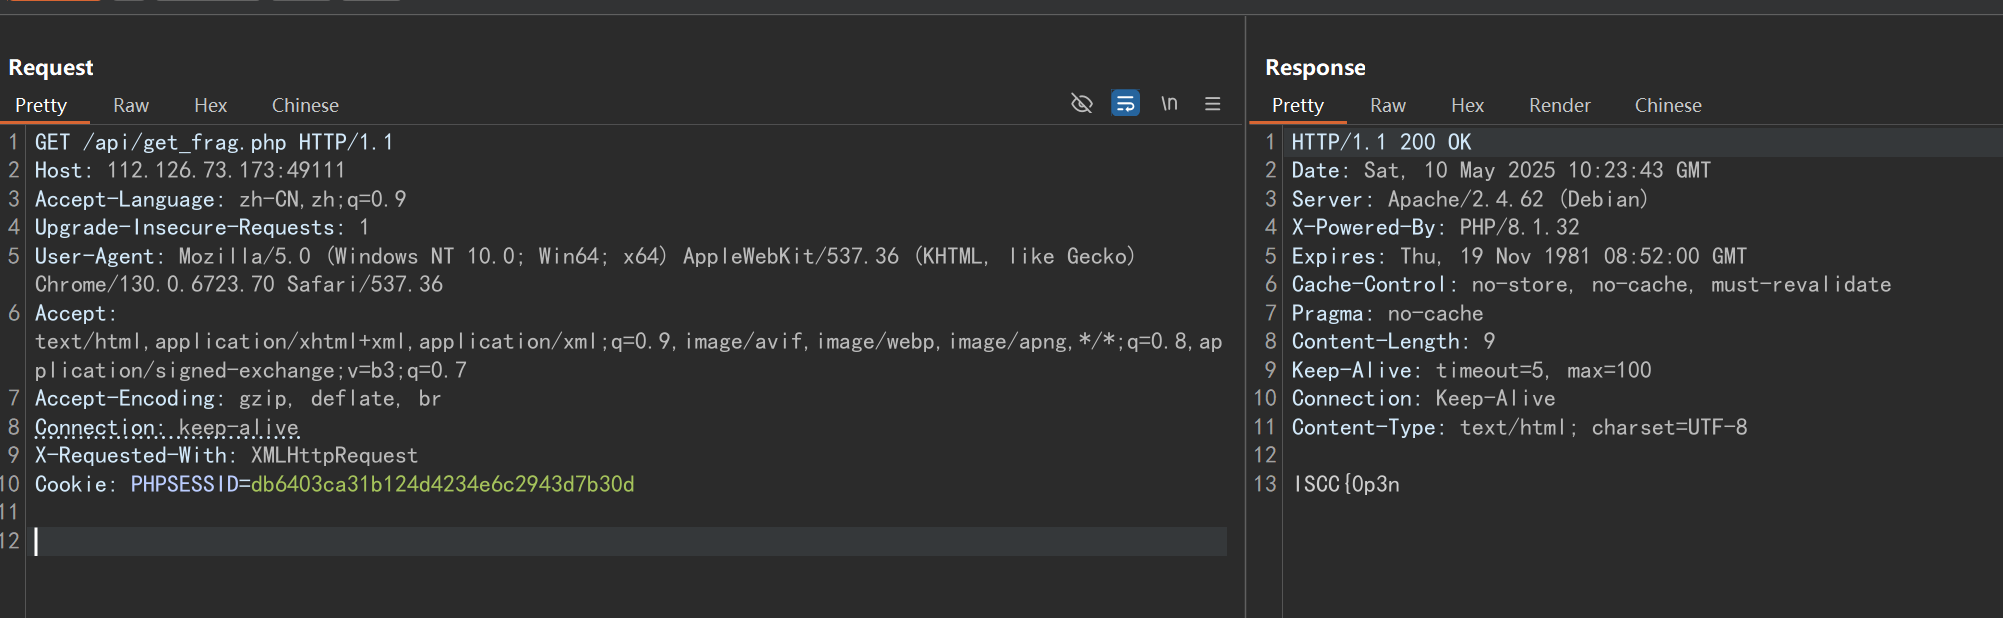 Request
Pretty Raw Hex Chinese \n
1 GET /api/get_frag.php HTTP/1.1
2 Host: 112.126.73.173:49111
3 Accept-Language: zh-CN,zh;q=0.9
4 Upgrade-Insecure-Requests: 1
5 User-Agent: Mozilla/5.0 (Windows NT 10.0; Win64; x64) AppleWebKit/537.36 (KHTML, like Gecko)
Chrome/130.0.6723.70 Safari/537.36
6 Accept:
text/html,application/xhtml+xml,application/xml;q=0.9,image/avif,image/webp,image/apng,*/*;q=0.8,ap
plication/signed-exchange;v=b3;q=0.7
7 Accept-Encoding: gzip, deflate, br
8 Connection: keep-alive
9 X-Requested-With: XMLHttpRequest
10 Cookie: PHPSESSID=db6403ca31b124d4234e6c2943d7b30d
11
12
Response
Pretty Raw Hex Render Chinese
1 HTTP/1.1 200 OK
2 Date: Sat, 10 May 2025 10:23:43 GMT
3 Server: Apache/2.4.62 (Debian)
4 X-Powered-By: PHP/8.1.32
5 Expires: Thu, 19 Nov 1981 08:52:00 GMT
6 Cache-Control: no-store, no-cache, must-revalidate
7 Pragma: no-cache
8 Content-Length: 9
9 Keep-Alive: timeout=5, max=100
10 Connection: Keep-Alive
11 Content-Type: text/html; charset=UTF-8
12
13 ISCC{0p3n